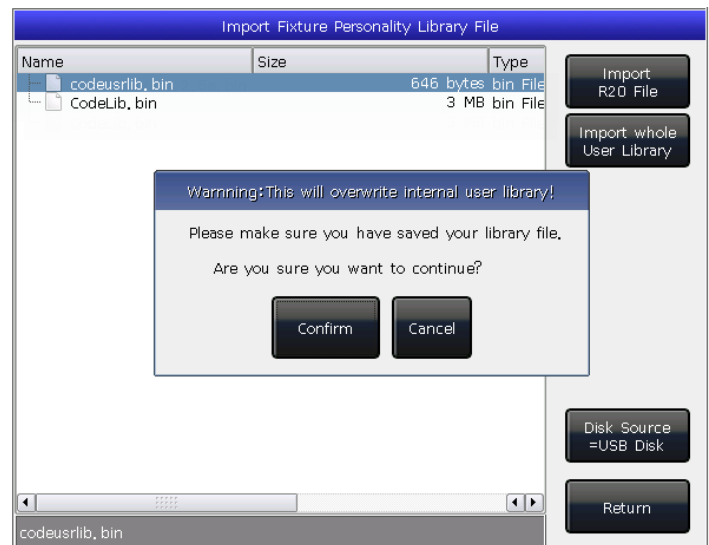 Import Fixture Personality Library File
Name Size Type
codeusrlib.bin 646 bytes bin File
CodeLib.bin 3 MB bin File
Import
R20 File
Import whole
User Library
Warnning:This will overwrite internal user library!
Please make sure you have saved your library file.
Are you sure you want to continue?
Confirm Cancel
Disk Source
=USB Disk
Return
codeusrlib.bin